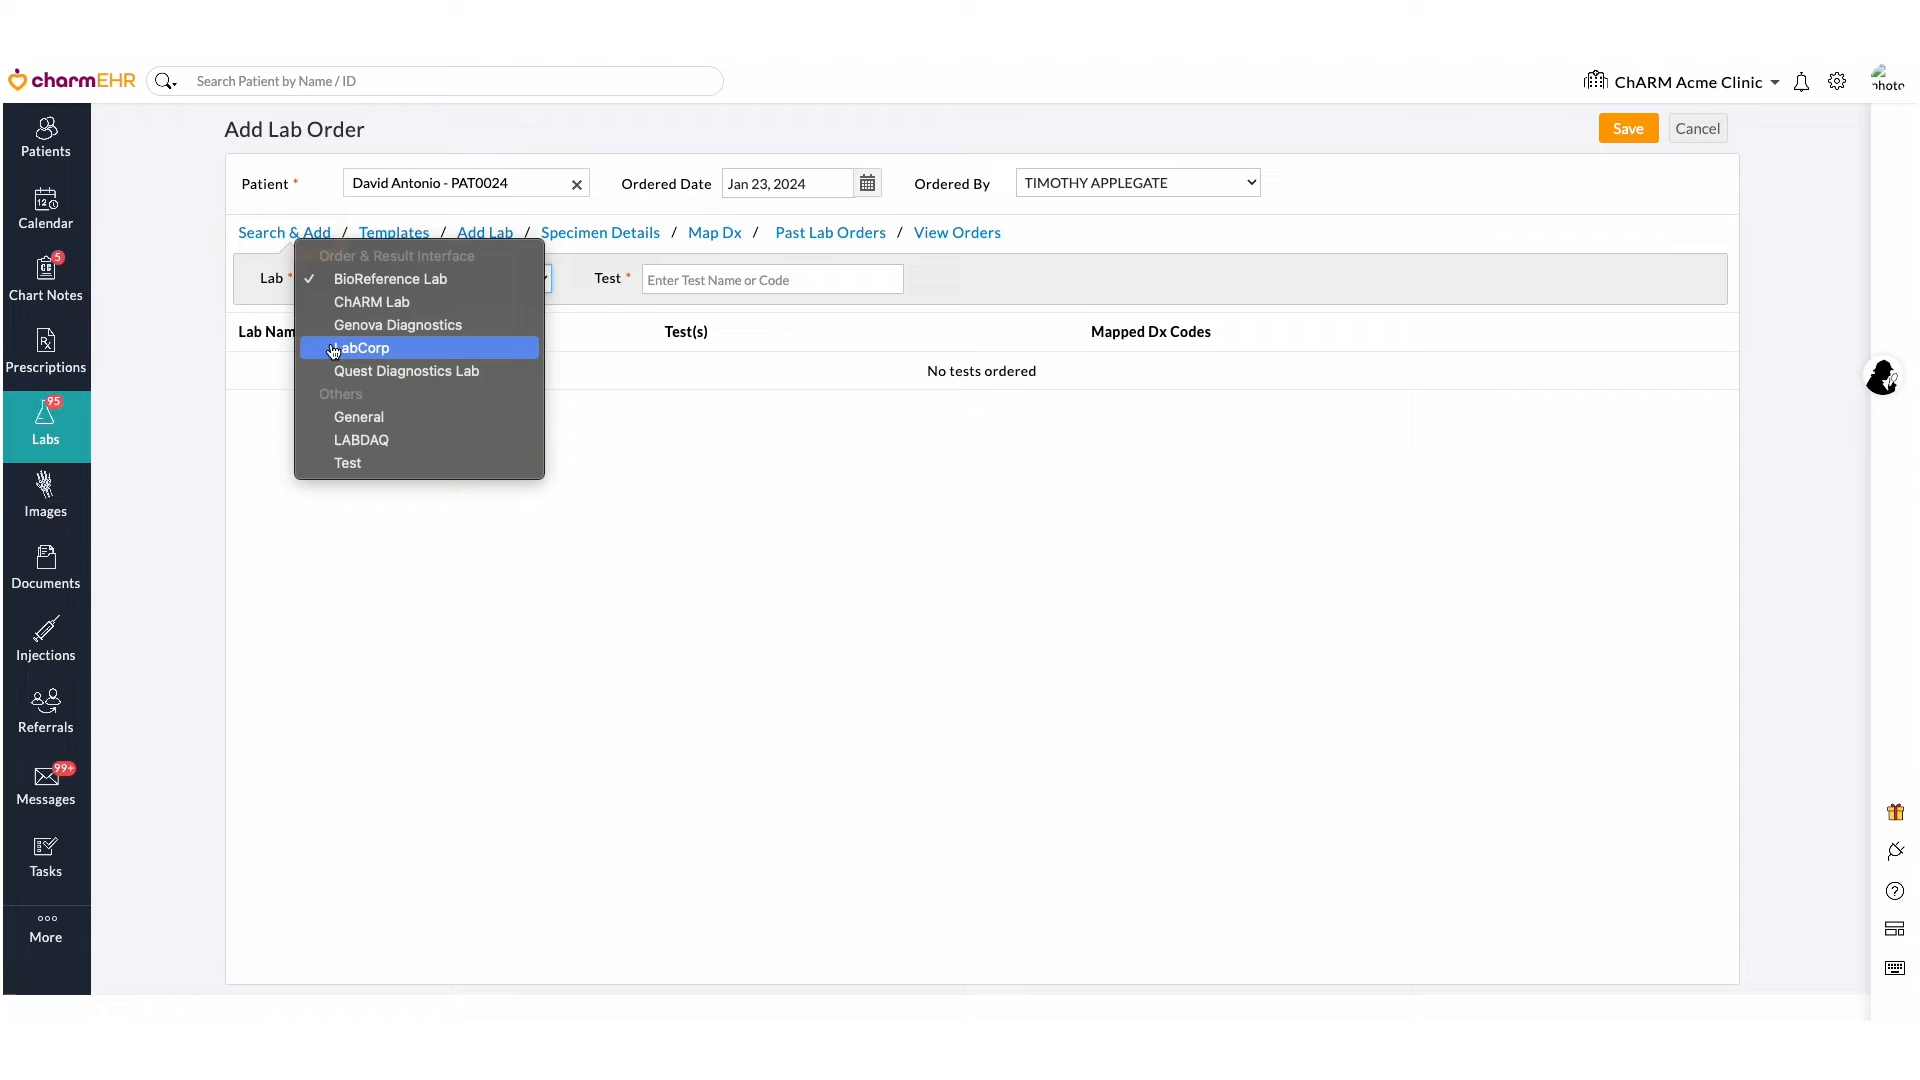 charmEHR
Search Patient by Name / ID
ChARM Acme Clinic
photo
Patients
Calendar
5
Chart Notes
Prescriptions
95
Labs
Images
Documents
Injections
Referrals
99+
Messages
Tasks
More
Add Lab Order
Save
Cancel
Patient *
David Antonio - PAT0024
Ordered Date
Jan 23, 2024
Ordered By
TIMOTHY APPLEGATE
Search & Add / Templates / Add Lab / Specimen Details / Map Dx / Past Lab Orders / View Orders
Lab *
Test *
Enter Test Name or Code
Order & Result Interface
✓ BioReference Lab
ChARM Lab
Genova Diagnostics
LabCorp
Quest Diagnostics Lab
Others
General
LABDAQ
Test
Lab Nam
Test(s)
Mapped Dx Codes
No tests ordered